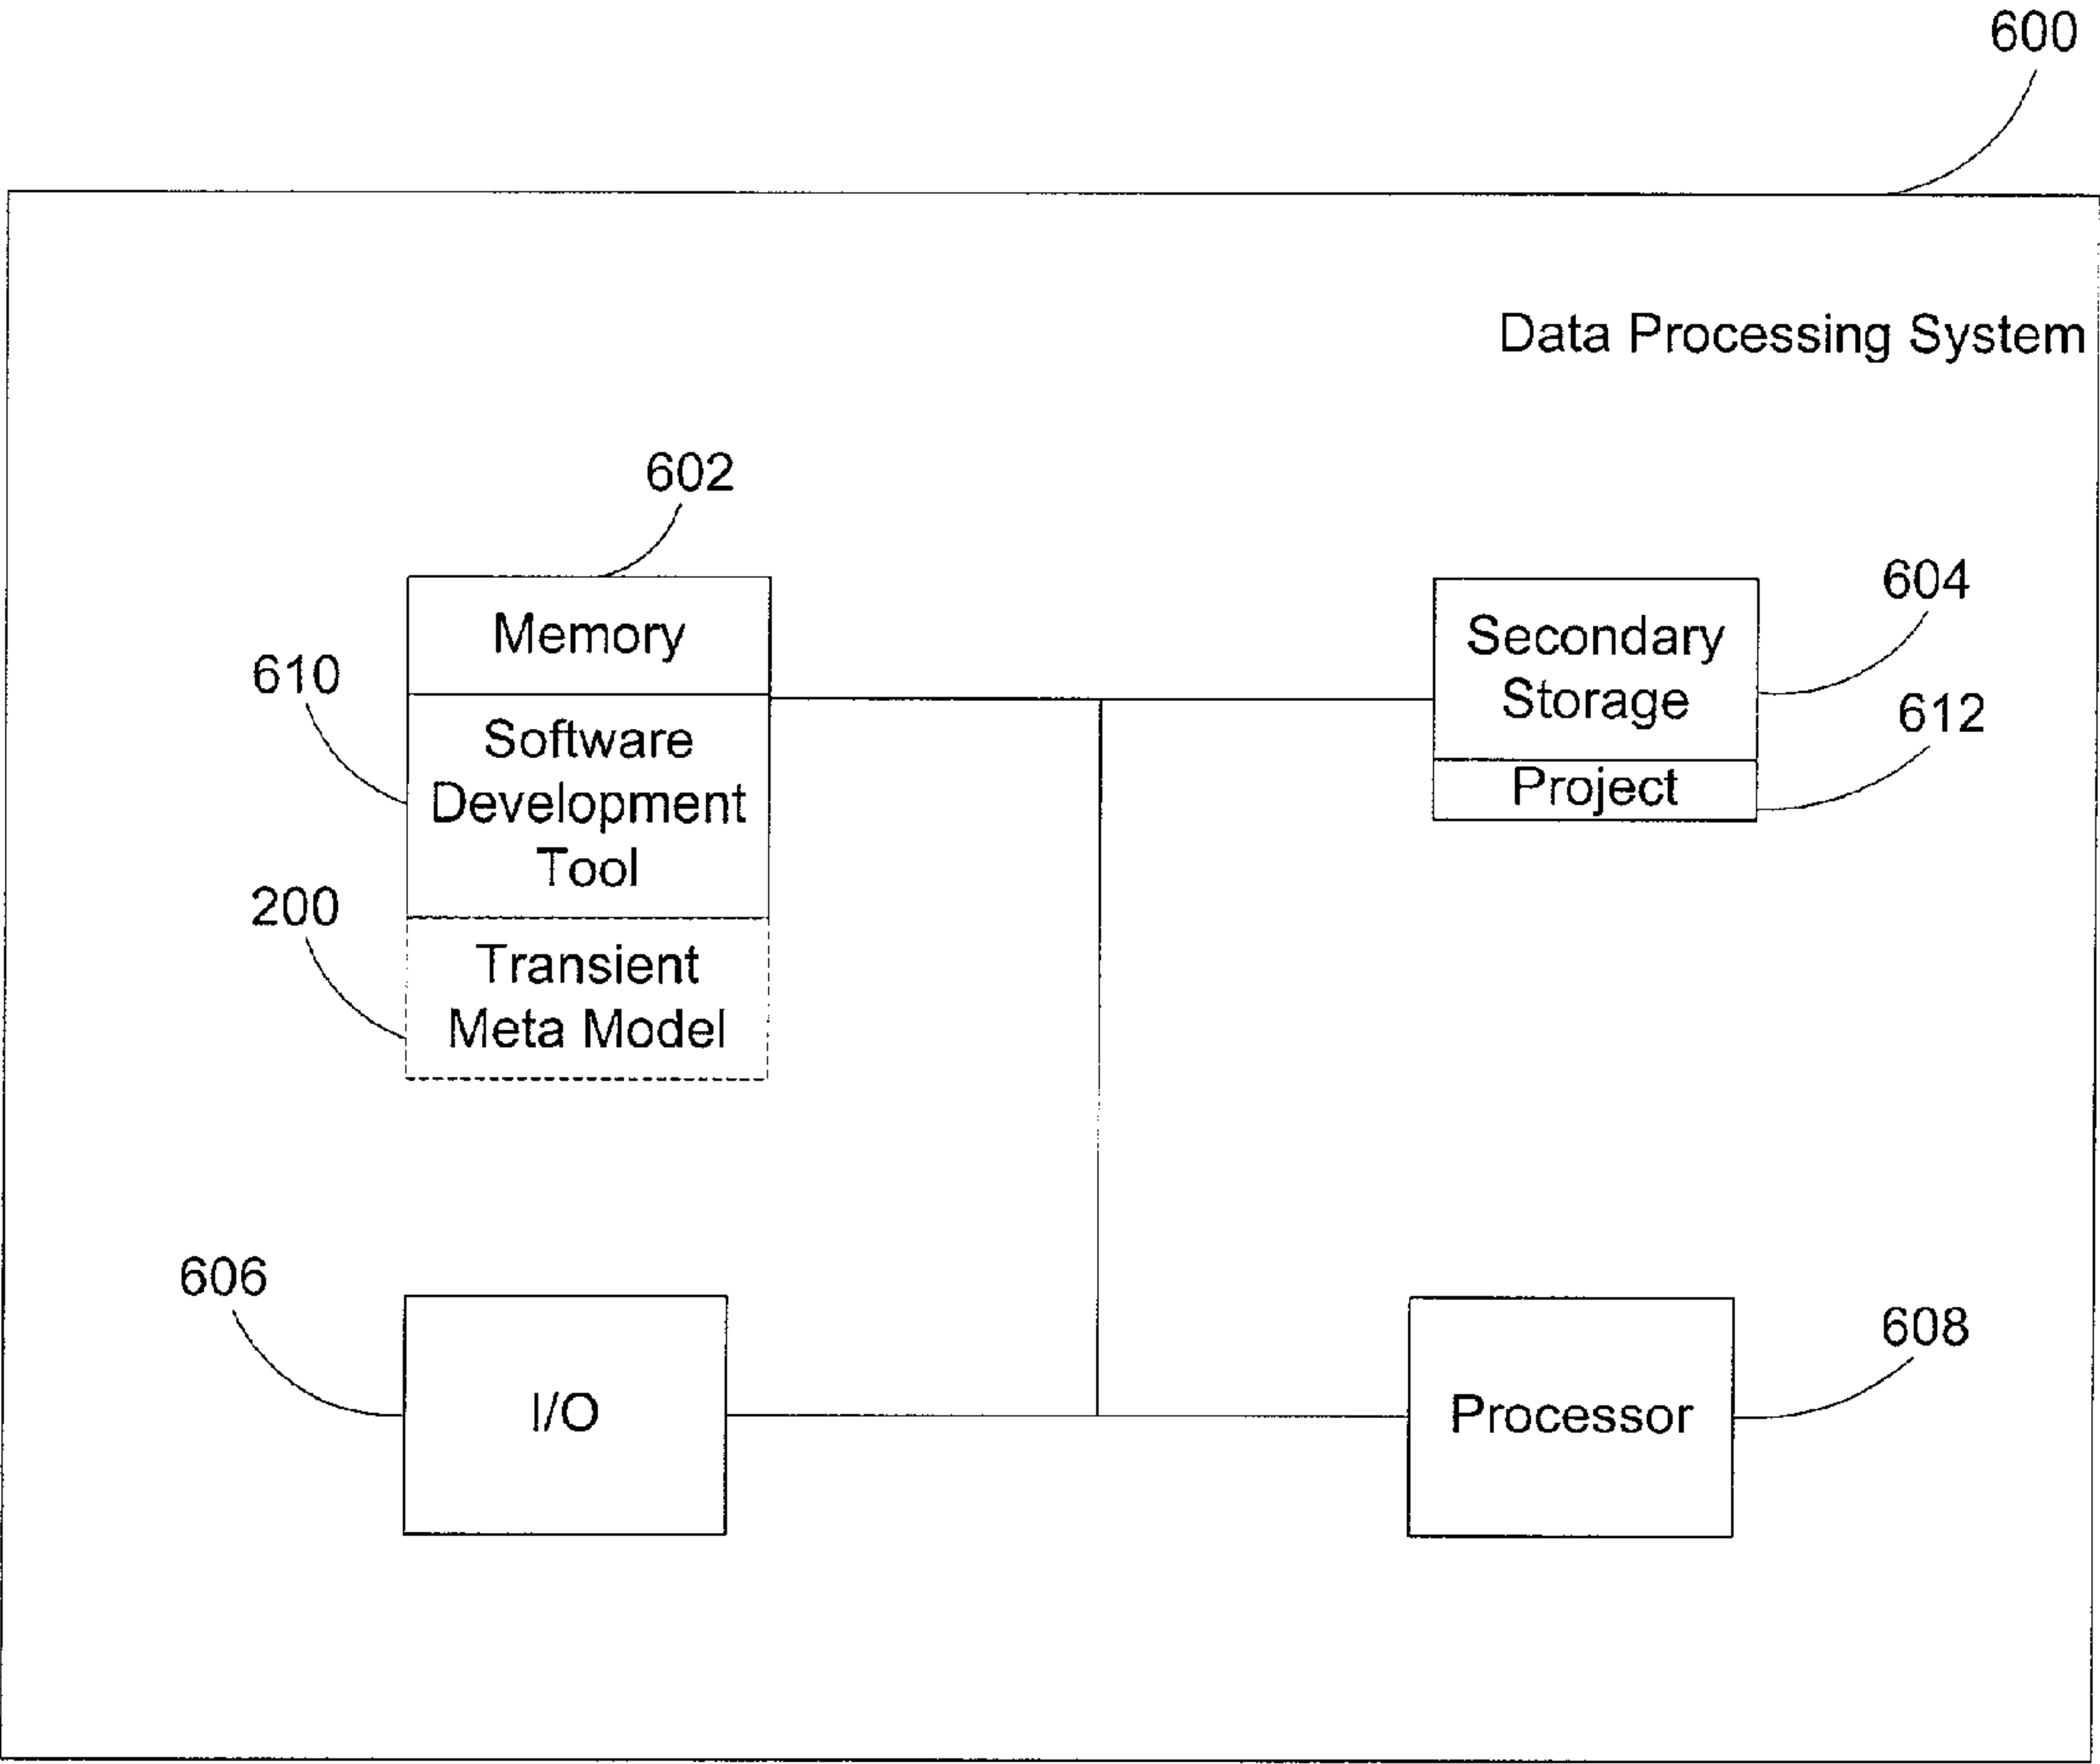 600
Data Processing System
602
Memory
610
Software
Development
Tool
200
Transient
Meta Model
604
Secondary
Storage
612
Project
606
I/O
608
Processor